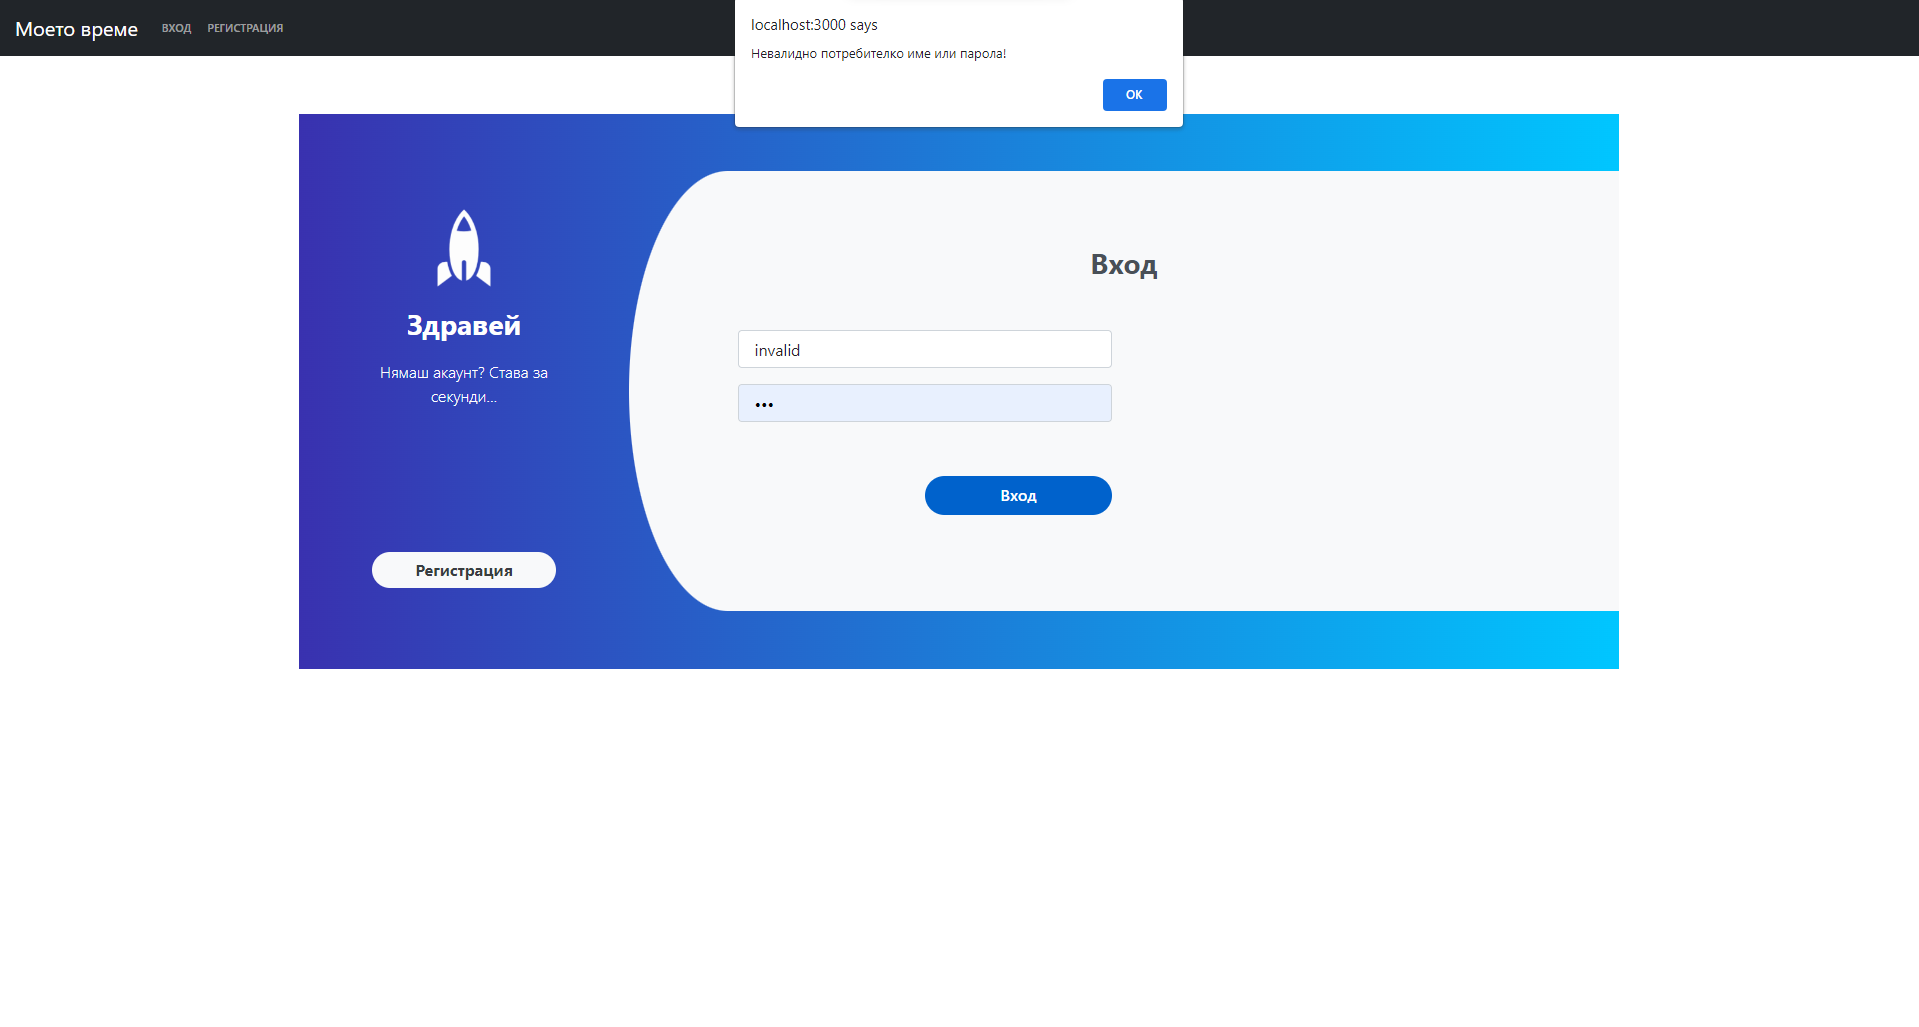 Моето време
ВХОД
РЕГИСТРАЦИЯ
localhost:3000 says
Невалидно потребителко име или парола!
OK
Здравей
Нямаш акаунт? Става за
секунди...
Регистрация
Вход
invalid
•••
Вход